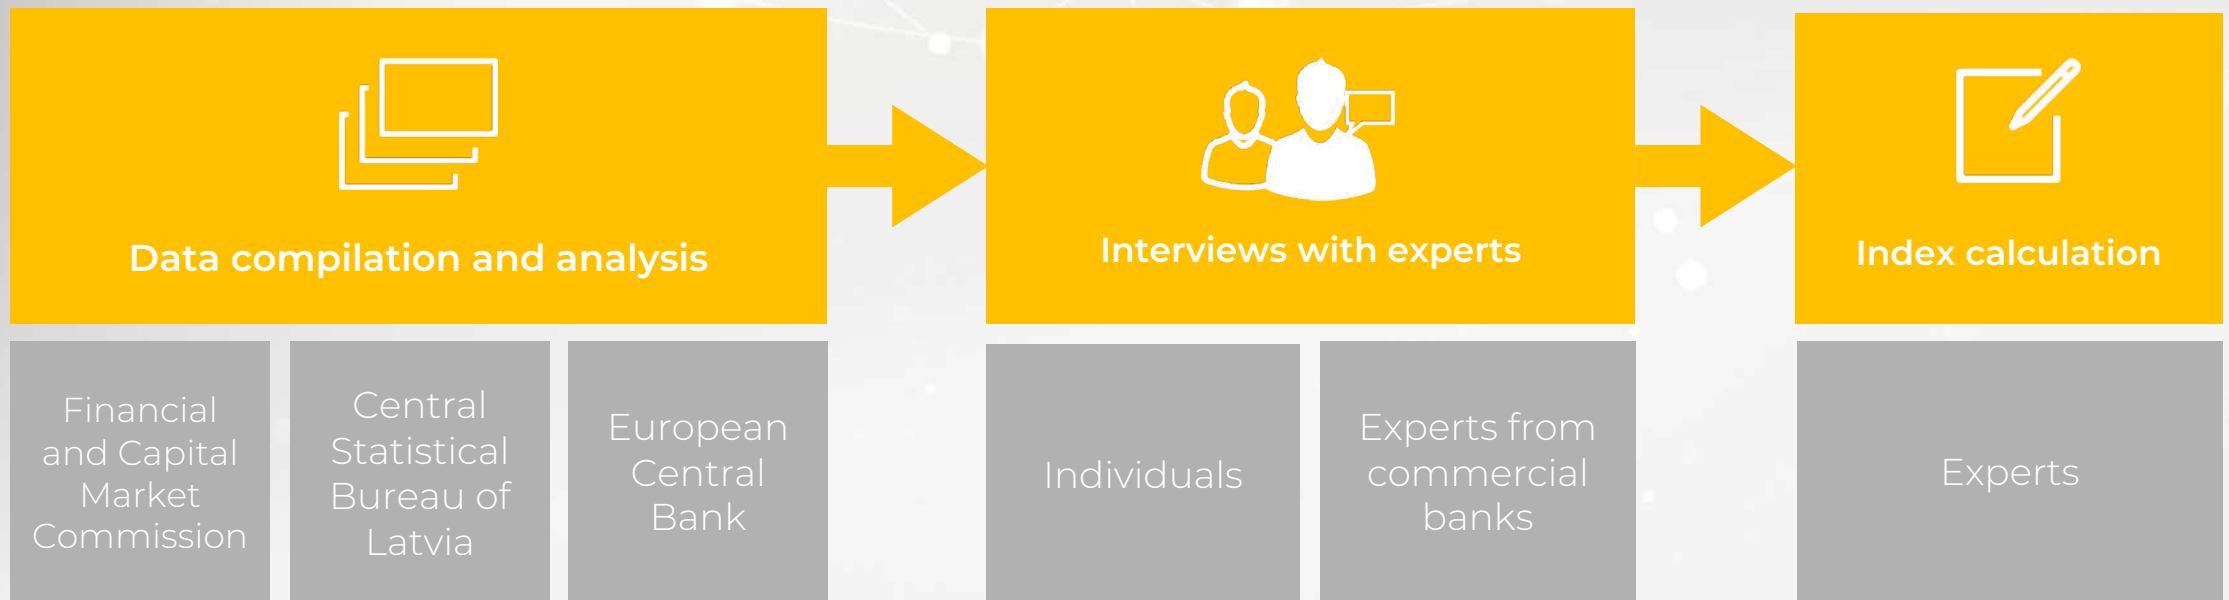 Data compilation and analysis
Interviews with experts
Index calculation
Financial
and Capital
Market
Commission
Central
Statistical
Bureau of
Latvia
European
Central
Bank
Individuals
Experts from
commercial
banks
Experts